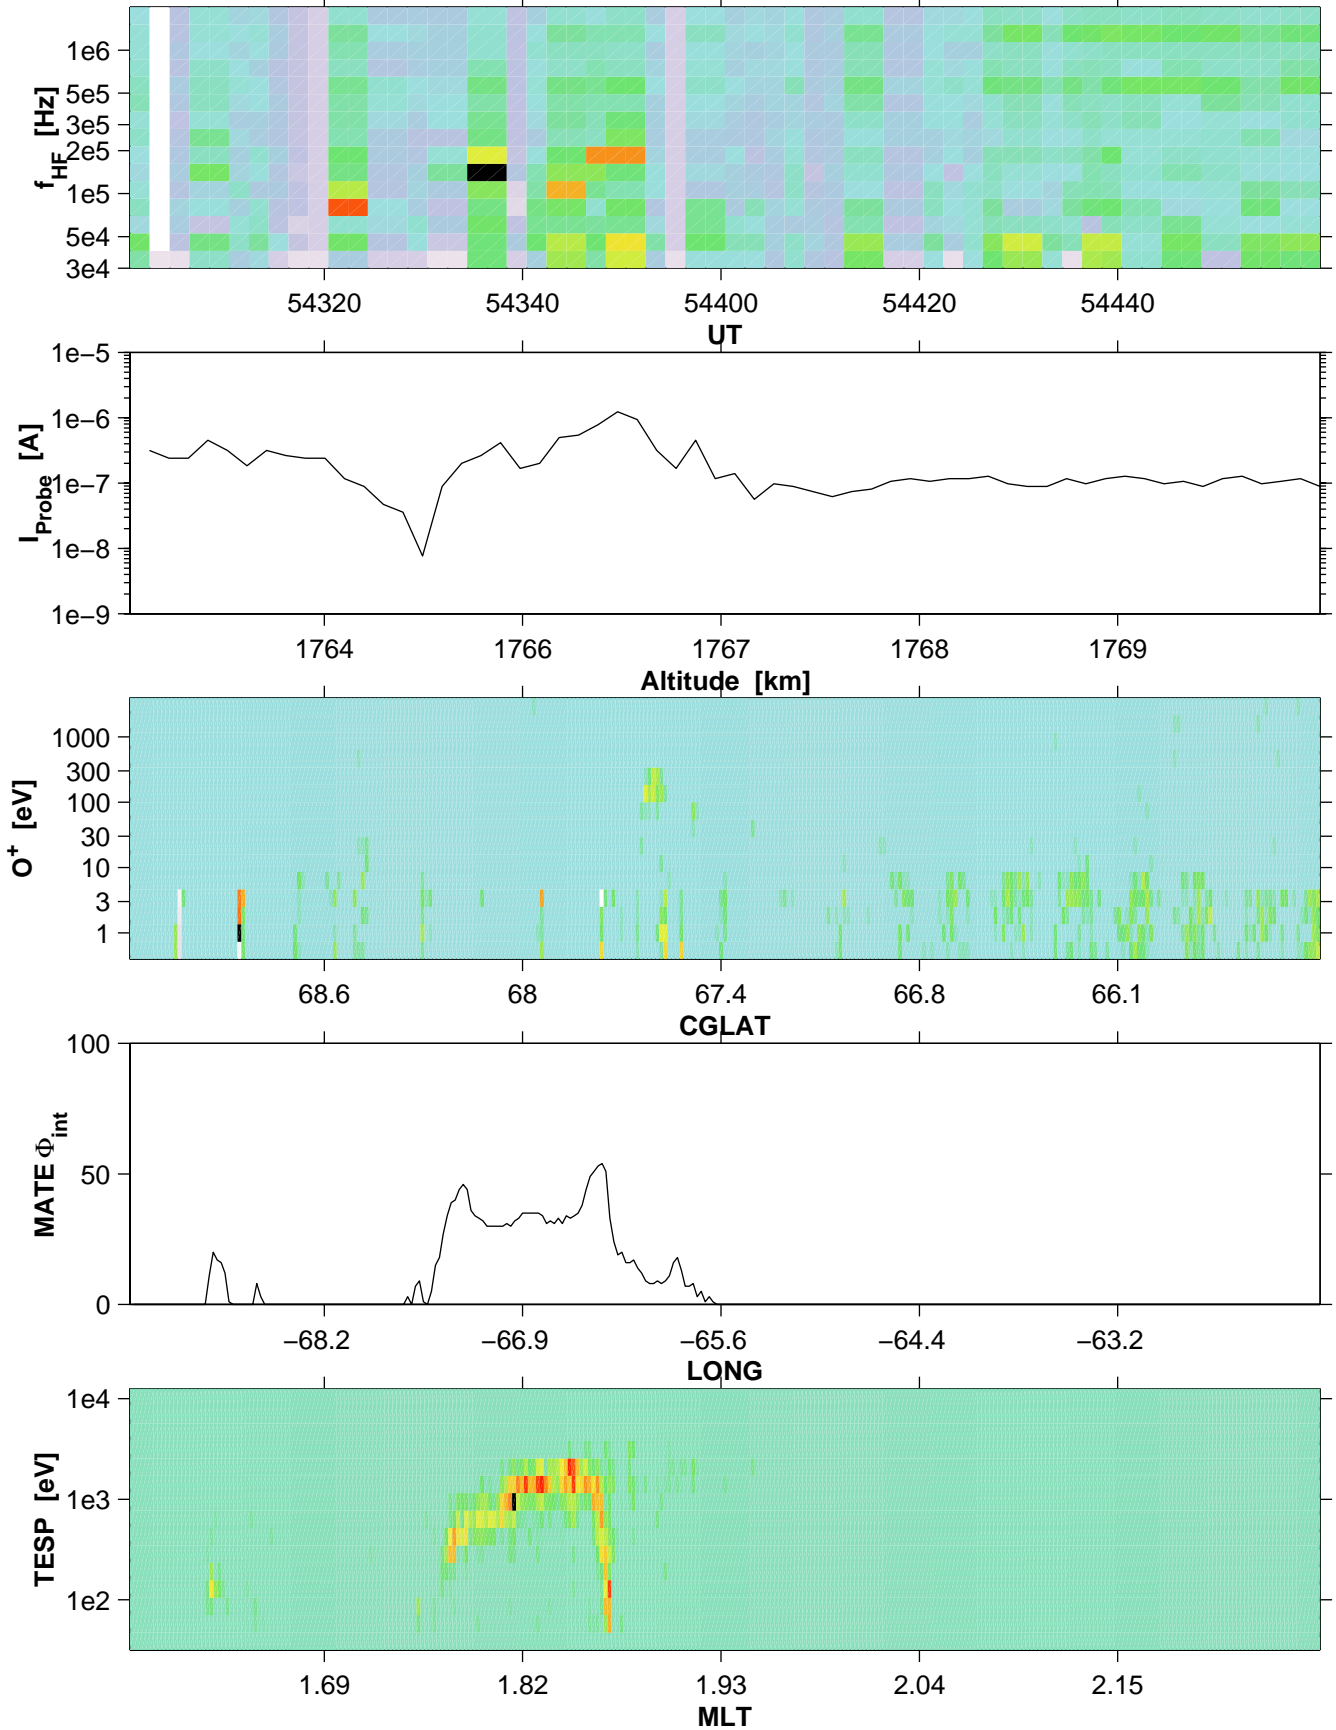 f_HF [Hz]
1e6
5e5
3e5
2e5
1e5
5e4
3e4
54320 54340 54400 54420 54440
UT
I_Probe [A]
1e−5
1e−6
1e−7
1e−8
1e−9
1764 1766 1767 1768 1769
Altitude [km]
O⁺ [eV]
1000
300
100
30
10
3
1
68.6 68 67.4 66.8 66.1
CGLAT
MATE Φ_int
100
50
0
−68.2 −66.9 −65.6 −64.4 −63.2
LONG
TESP [eV]
1e4
1e3
1e2
1.69 1.82 1.93 2.04 2.15
MLT